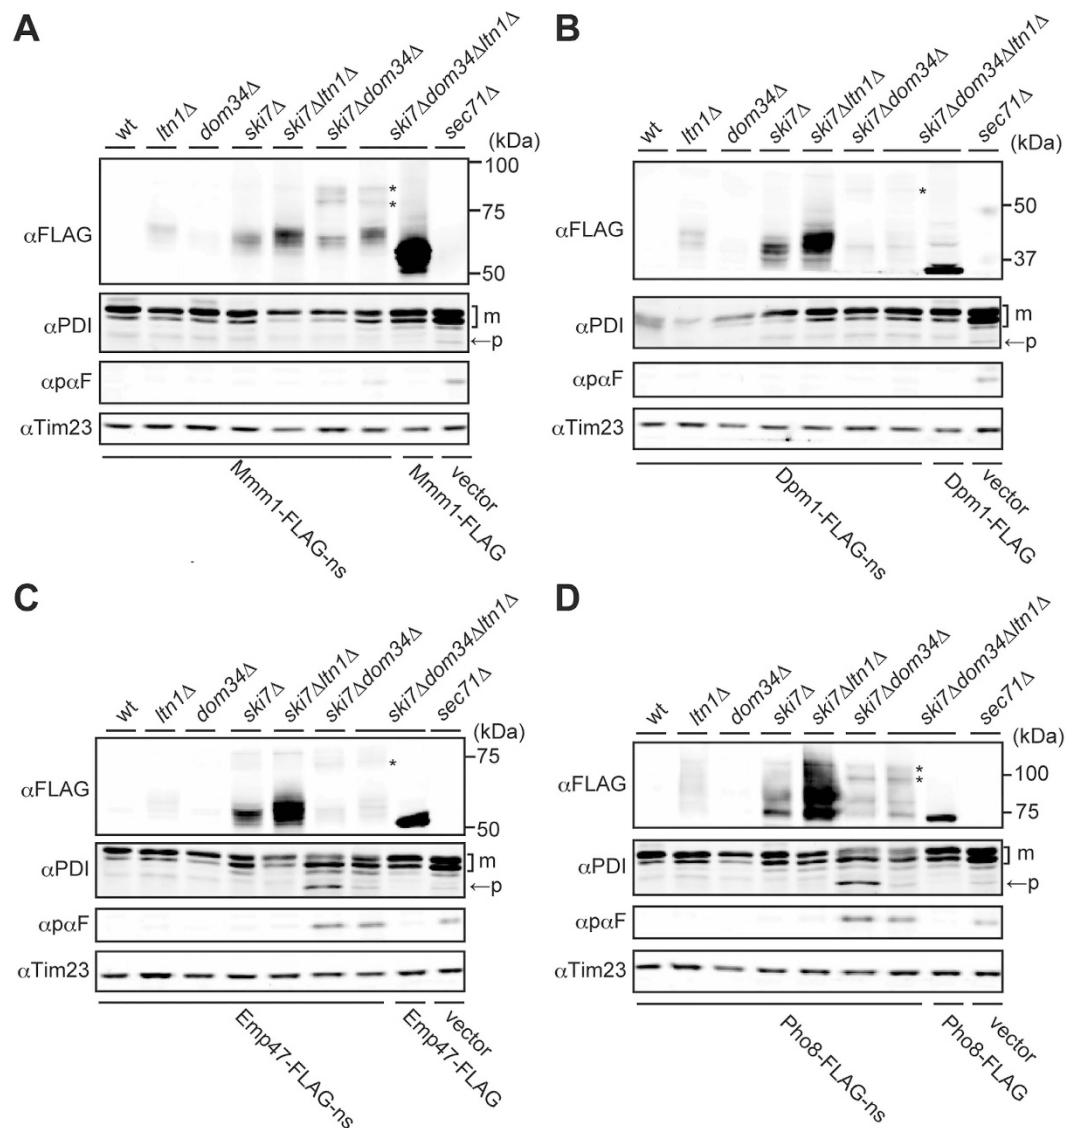 A
wt
ltn1Δ
dom34Δ
ski7Δ
ski7Δltn1Δ
ski7Δdom34Δ
ski7Δdom34Δltn1Δ
sec71Δ
(kDa)
100
*
*
75
αFLAG
50
αPDI
m
←p
αpαF
αTim23
Mmm1-FLAG-ns
Mmm1-FLAG
vector
B
wt
ltn1Δ
dom34Δ
ski7Δ
ski7Δltn1Δ
ski7Δdom34Δ
ski7Δdom34Δltn1Δ
sec71Δ
(kDa)
*
50
αFLAG
37
αPDI
m
←p
αpαF
αTim23
Dpm1-FLAG-ns
Dpm1-FLAG
vector
C
wt
ltn1Δ
dom34Δ
ski7Δ
ski7Δltn1Δ
ski7Δdom34Δ
ski7Δdom34Δltn1Δ
sec71Δ
(kDa)
75
*
αFLAG
50
αPDI
m
←p
αpαF
αTim23
Emp47-FLAG-ns
Emp47-FLAG
vector
D
wt
ltn1Δ
dom34Δ
ski7Δ
ski7Δltn1Δ
ski7Δdom34Δ
ski7Δdom34Δltn1Δ
sec71Δ
(kDa)
*
*
100
αFLAG
75
αPDI
m
←p
αpαF
αTim23
Pho8-FLAG-ns
Pho8-FLAG
vector